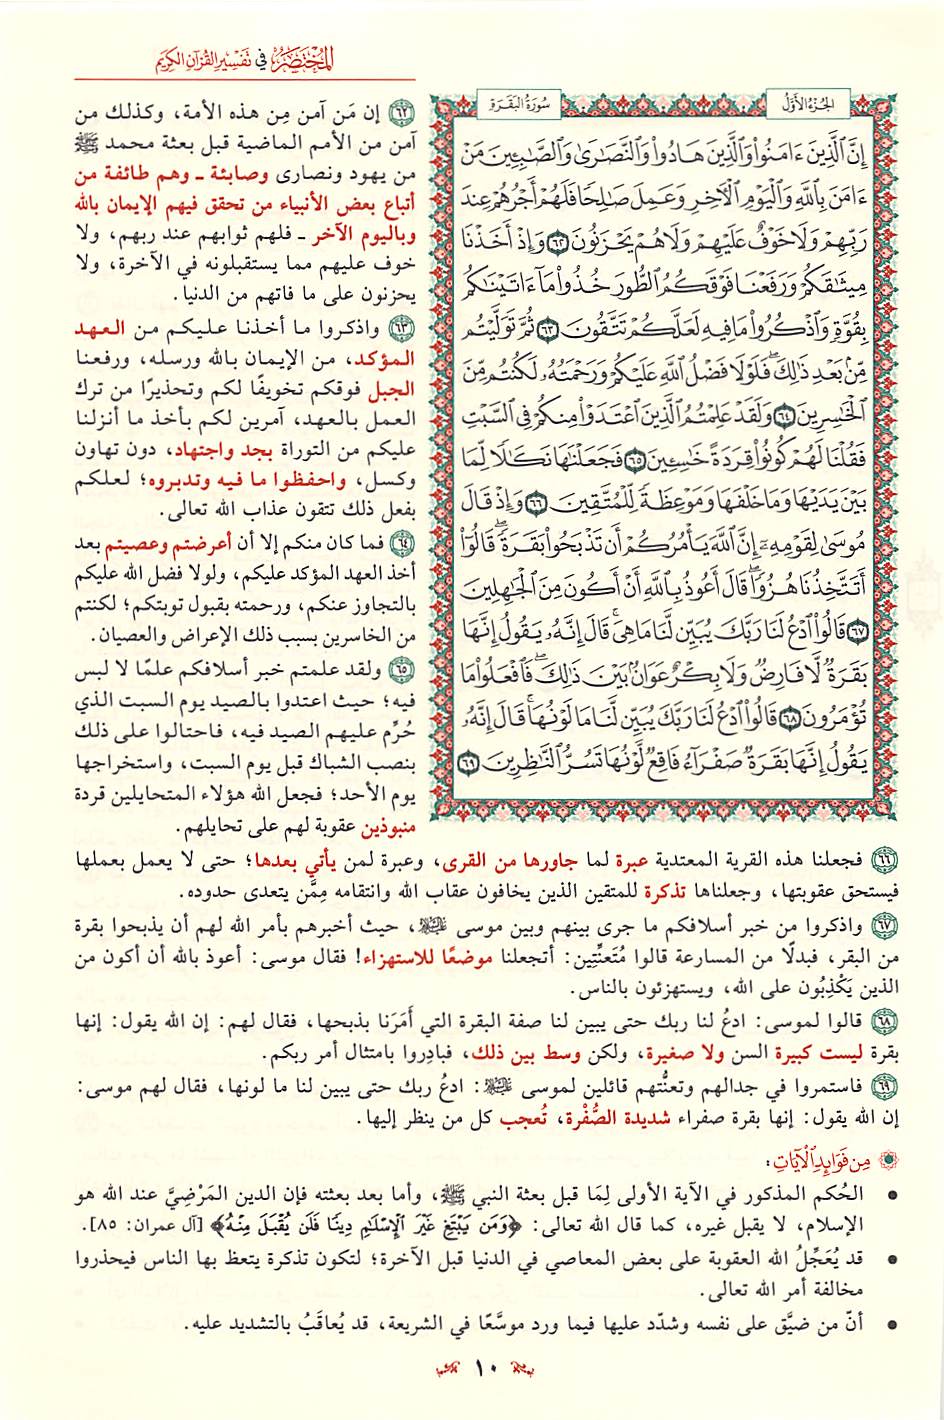 المختصر في تفسير القرآن الكريم
الجزء الأول
سورة البقرة
إِنَّ ٱلَّذِينَ ءَامَنُوا۟ وَٱلَّذِينَ هَادُوا۟ وَٱلنَّصَٰرَىٰ وَٱلصَّٰبِـِٔينَ مَنْ
ءَامَنَ بِٱللَّهِ وَٱلْيَوْمِ ٱلْءَاخِرِ وَعَمِلَ صَٰلِحًا فَلَهُمْ أَجْرُهُمْ عِندَ
رَبِّهِمْ وَلَا خَوْفٌ عَلَيْهِمْ وَلَا هُمْ يَحْزَنُونَ ٦٢ وَإِذْ أَخَذْنَا
مِيثَٰقَكُمْ وَرَفَعْنَا فَوْقَكُمُ ٱلطُّورَ خُذُوا۟ مَآ ءَاتَيْنَٰكُم
بِقُوَّةٍ وَٱذْكُرُوا۟ مَا فِيهِ لَعَلَّكُمْ تَتَّقُونَ ٦٣ ثُمَّ تَوَلَّيْتُم
مِّنۢ بَعْدِ ذَٰلِكَ ۖ فَلَوْلَا فَضْلُ ٱللَّهِ عَلَيْكُمْ وَرَحْمَتُهُۥ لَكُنتُم مِّنَ
ٱلْخَٰسِرِينَ ٦٤ وَلَقَدْ عَلِمْتُمُ ٱلَّذِينَ ٱعْتَدَوْا۟ مِنكُمْ فِى ٱلسَّبْتِ
فَقُلْنَا لَهُمْ كُونُوا۟ قِرَدَةً خَٰسِـِٔينَ ٦٥ فَجَعَلْنَٰهَا نَكَٰلًا لِّمَا
بَيْنَ يَدَيْهَا وَمَا خَلْفَهَا وَمَوْعِظَةً لِّلْمُتَّقِينَ ٦٦ وَإِذْ قَالَ
مُوسَىٰ لِقَوْمِهِۦٓ إِنَّ ٱللَّهَ يَأْمُرُكُمْ أَن تَذْبَحُوا۟ بَقَرَةً ۖ قَالُوٓا۟
أَتَتَّخِذُنَا هُزُوًا ۖ قَالَ أَعُوذُ بِٱللَّهِ أَنْ أَكُونَ مِنَ ٱلْجَٰهِلِينَ
٦٧ قَالُوا۟ ٱدْعُ لَنَا رَبَّكَ يُبَيِّن لَّنَا مَا هِىَ ۚ قَالَ إِنَّهُۥ يَقُولُ إِنَّهَا
بَقَرَةٌ لَّا فَارِضٌ وَلَا بِكْرٌ عَوَانٌۢ بَيْنَ ذَٰلِكَ ۖ فَٱفْعَلُوا۟ مَا
تُؤْمَرُونَ ٦٨ قَالُوا۟ ٱدْعُ لَنَا رَبَّكَ يُبَيِّن لَّنَا مَا لَوْنُهَا ۚ قَالَ إِنَّهُۥ
يَقُولُ إِنَّهَا بَقَرَةٌ صَفْرَآءُ فَاقِعٌ لَّوْنُهَا تَسُرُّ ٱلنَّٰظِرِينَ ٦٩
٦٢ إن مَن آمن مِن هذه الأمة، وكذلك من
آمن من الأمم الماضية قبل بعثة محمد ﷺ
من يهود ونصارى وصابئة ـ وهم طائفة من
أتباع بعض الأنبياء من تحقق فيهم الإيمان بالله
وباليوم الآخر ـ فلهم ثوابهم عند ربهم، ولا
خوف عليهم مما يستقبلونه في الآخرة، ولا
يحزنون على ما فاتهم من الدنيا.
٦٣ واذكروا ما أخذنا عليكم من العهد
المؤكد، من الإيمان بالله ورسله، ورفعنا
الجبل فوقكم تخويفًا لكم وتحذيرًا من ترك
العمل بالعهد، آمرين لكم بأخذ ما أنزلنا
عليكم من التوراة بجد واجتهاد، دون تهاون
وكسل، واحفظوا ما فيه وتدبروه؛ لعلكم
بفعل ذلك تتقون عذاب الله تعالى.
٦٤ فما كان منكم إلا أن أعرضتم وعصيتم بعد
أخذ العهد المؤكد عليكم، ولولا فضل الله عليكم
بالتجاوز عنكم، ورحمته بقبول توبتكم؛ لكنتم
من الخاسرين بسبب ذلك الإعراض والعصيان.
٦٥ ولقد علمتم خبر أسلافكم علمًا لا لبس
فيه؛ حيث اعتدوا بالصيد يوم السبت الذي
حُرِّم عليهم الصيد فيه، فاحتالوا على ذلك
بنصب الشباك قبل يوم السبت، واستخراجها
يوم الأحد؛ فجعل الله هؤلاء المتحايلين قردة
منبوذين عقوبة لهم على تحايلهم.
٦٦ فجعلنا هذه القرية المعتدية عبرة لما جاورها من القرى، وعبرة لمن يأتي بعدها؛ حتى لا يعمل بعملها
فيستحق عقوبتها، وجعلناها تذكرة للمتقين الذين يخافون عقاب الله وانتقامه مِمَّن يتعدى حدوده.
٦٧ واذكروا من خبر أسلافكم ما جرى بينهم وبين موسى عليه السلام، حيث أخبرهم بأمر الله لهم أن يذبحوا بقرة
من البقر، فبدلًا من المسارعة قالوا مُتَعنِّتِين: أتجعلنا موضعًا للاستهزاء! فقال موسى: أعوذ بالله أن أكون من
الذين يَكْذِبُون على الله، ويستهزئون بالناس.
٦٨ قالوا لموسى: ادعُ لنا ربك حتى يبين لنا صفة البقرة التي أَمَرَنا بذبحها، فقال لهم: إن الله يقول: إنها
بقرة ليست كبيرة السن ولا صغيرة، ولكن وسط بين ذلك، فبادِروا بامتثال أمر ربكم.
٦٩ فاستمروا في جدالهم وتعنُّتهم قائلين لموسى عليه السلام: ادعُ ربك حتى يبين لنا ما لونها، فقال لهم موسى:
إن الله يقول: إنها بقرة صفراء شديدة الصُّفْرة، تُعجب كل من ينظر إليها.
من فوائد الآيات:
• الحُكم المذكور في الآية الأولى لِمَا قبل بعثة النبي ﷺ، وأما بعد بعثته فإن الدين المَرْضِيَّ عند الله هو
الإسلام، لا يقبل غيره، كما قال الله تعالى: ﴿وَمَن يَبْتَغِ غَيْرَ ٱلْإِسْلَٰمِ دِينًا فَلَن يُقْبَلَ مِنْهُ﴾ [آل عمران: ٨٥].
• قد يُعَجِّلُ الله العقوبة على بعض المعاصي في الدنيا قبل الآخرة؛ لتكون تذكرة يتعظ بها الناس فيحذروا
مخالفة أمر الله تعالى.
• أنّ من ضيَّق على نفسه وشدّد عليها فيما ورد موسَّعًا في الشريعة، قد يُعاقَبُ بالتشديد عليه.
١٠